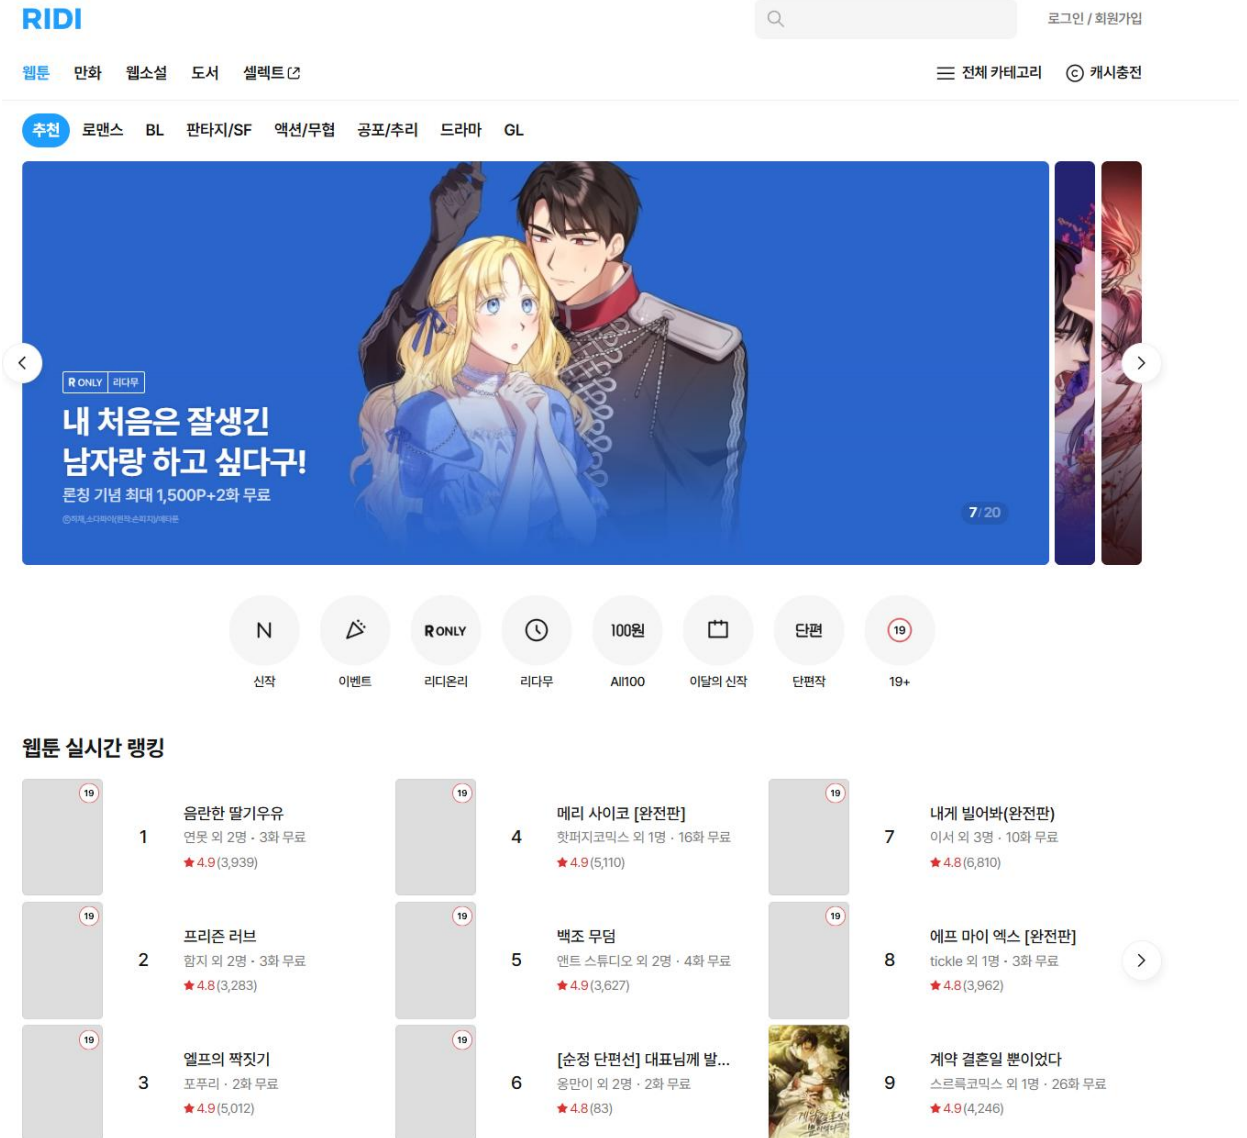 RIDI
로그인 / 회원가입
웹툰 만화 웹소설 도서 셀렉트
전체 카테고리 캐시충전
추천 로맨스 BL 판타지/SF 액션/무협 공포/추리 드라마 GL
R ONLY 리다무
내 처음은 잘생긴
남자랑 하고 싶다구!
론칭 기념 최대 1,500P+2화 무료
7/20
N R ONLY 100원 단편 19
신작 이벤트 리디온리 리다무 All100 이달의 신작 단편작 19+
웹툰 실시간 랭킹
19
1
음란한 딸기우유
연못 외 2명 · 3화 무료
★4.9(3,939)
19
2
프리즌 러브
함지 외 2명 · 3화 무료
★4.8(3,283)
19
3
엘프의 짝짓기
포푸리 · 2화 무료
★4.9(5,012)
19
4
메리 사이코 [완전판]
핫퍼지코믹스 외 1명 · 16화 무료
★4.9(5,110)
19
5
백조 무덤
앤트 스튜디오 외 2명 · 4화 무료
★4.9(3,627)
19
6
[순정 단편선] 대표님께 발...
옹만이 외 2명 · 2화 무료
★4.8(83)
19
7
내게 빌어봐(완전판)
이서 외 3명 · 10화 무료
★4.8(6,810)
19
8
에프 마이 엑스 [완전판]
tickle 외 1명 · 3화 무료
★4.8(3,962)
9
계약 결혼일 뿐이었다
스르륵코믹스 외 1명 · 26화 무료
★4.9(4,246)